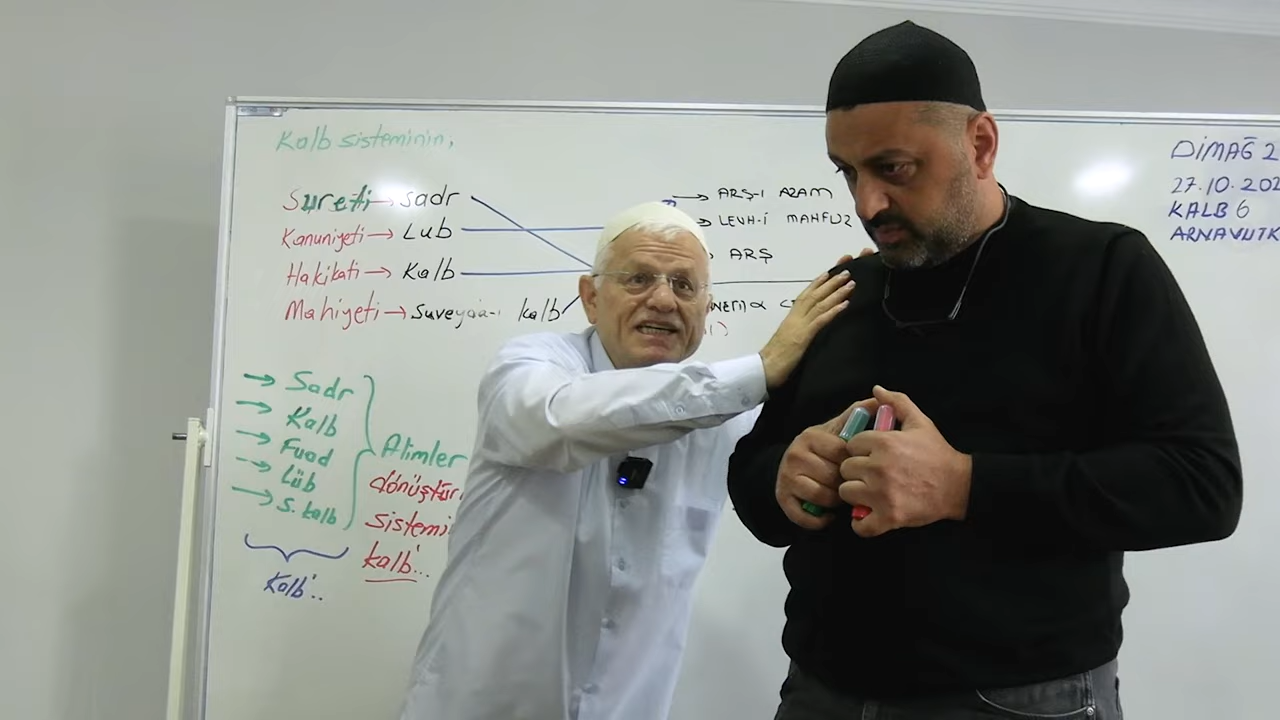 Kalb sisteminin,
Sureti → Sadr
Kanuniyeti → Lub
Hakikati → Kalb
Mahiyeti → Suveyda-ı kalb
→ ARŞ-I AZAM
→ LEVH-İ MAHFUZ
ARŞ
DİMAĞ 2
27.10.202
KALB 6
ARNAVUTK
→ Sadr
→ Kalb
→ Fuad
→ Lüb
→ S. kalb
Kalb'..
Alimler
dönüştür
sistemi
kalb'...